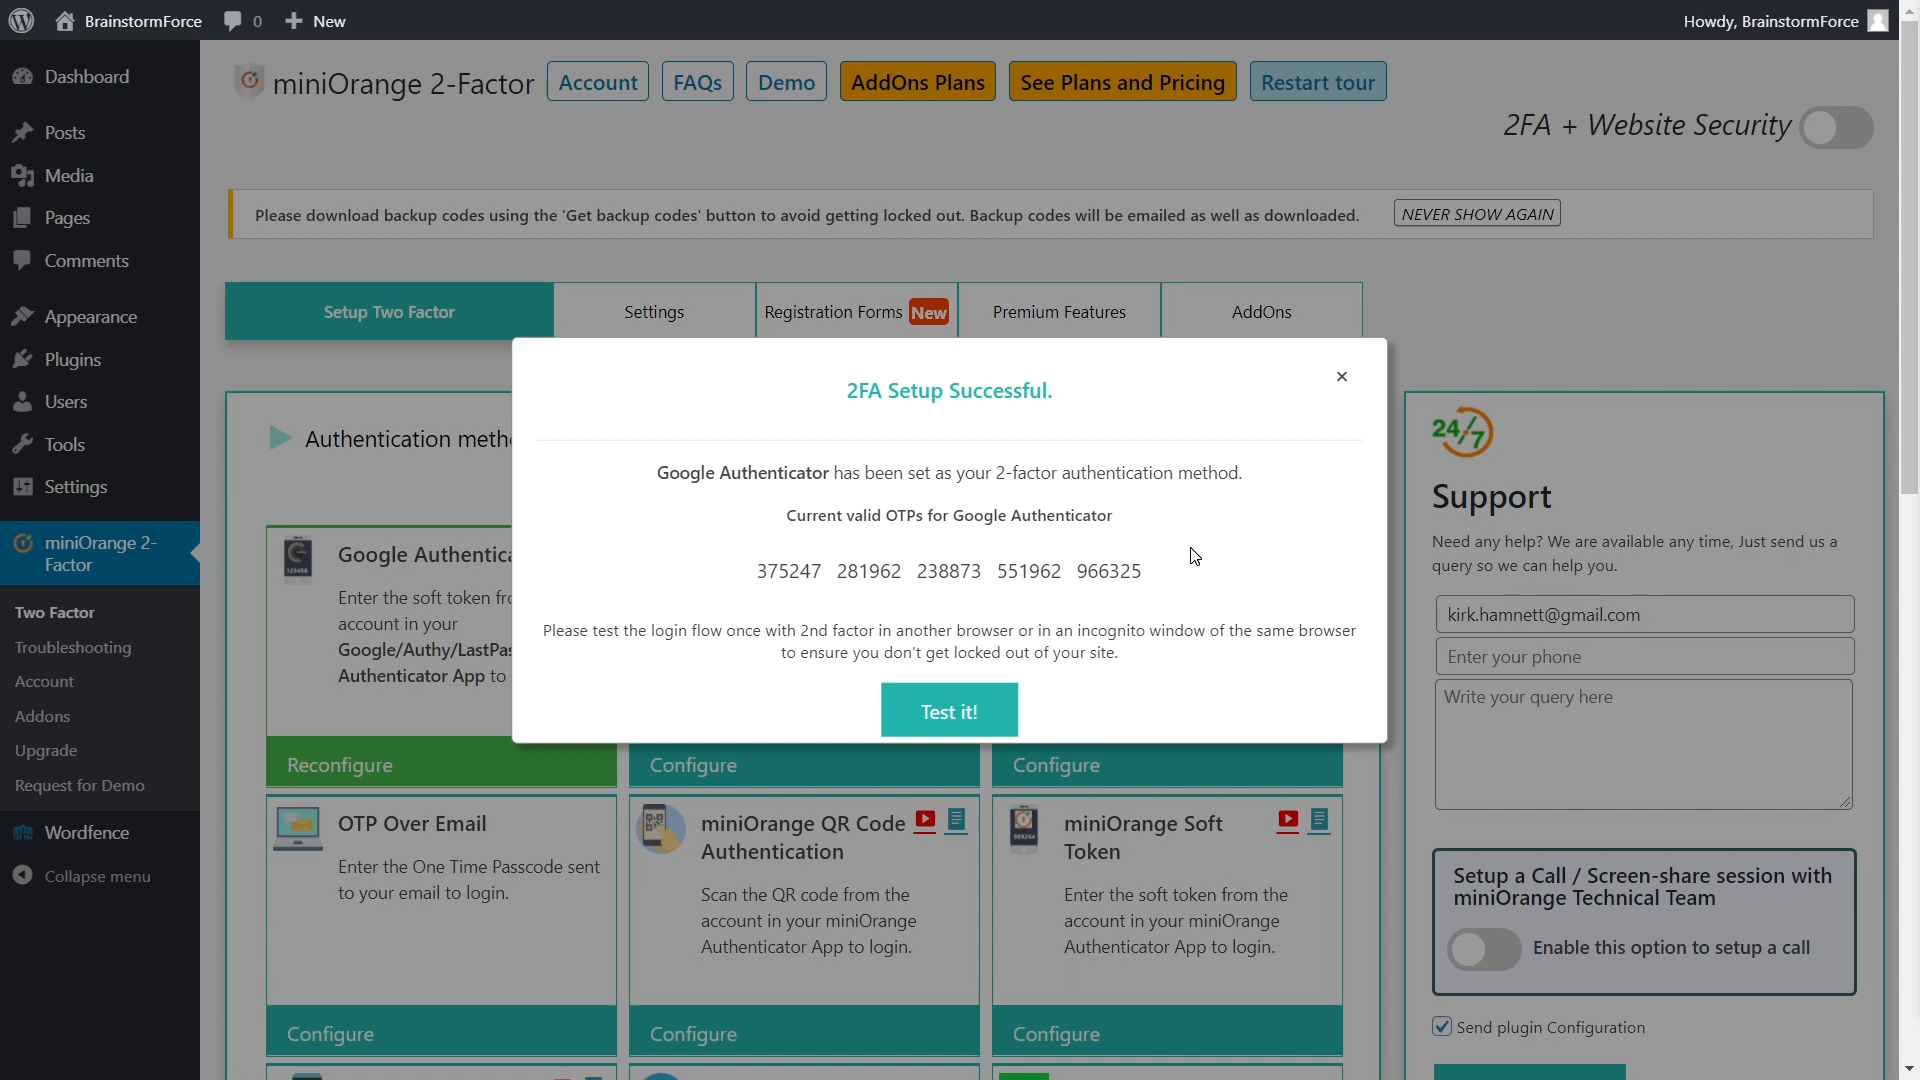 BrainstormForce 0 New
Howdy, BrainstormForce
Dashboard
Posts
Media
Pages
Comments
Appearance
Plugins
Users
Tools
Settings
miniOrange 2-
Factor
Two Factor
Troubleshooting
Account
Addons
Upgrade
Request for Demo
Wordfence
Collapse menu
miniOrange 2-Factor Account FAQs Demo AddOns Plans See Plans and Pricing Restart tour
2FA + Website Security
Please download backup codes using the 'Get backup codes' button to avoid getting locked out. Backup codes will be emailed as well as downloaded. NEVER SHOW AGAIN
Setup Two Factor Settings Registration Forms New Premium Features AddOns
2FA Setup Successful.
×
Google Authenticator has been set as your 2-factor authentication method.
Current valid OTPs for Google Authenticator
375247 281962 238873 551962 966325
Please test the login flow once with 2nd factor in another browser or in an incognito window of the same browser
to ensure you don't get locked out of your site.
Test it!
Authentication meth
Google Authentica
123456
Enter the soft token fr
account in your
Google/Authy/LastPas
Authenticator App to
Reconfigure
Configure
Configure
OTP Over Email
Enter the One Time Passcode sent
to your email to login.
Configure
miniOrange QR Code
Authentication
Scan the QR code from the
account in your miniOrange
Authenticator App to login.
Configure
miniOrange Soft
Token
Enter the soft token from the
account in your miniOrange
Authenticator App to login.
Configure
24/7
Support
Need any help? We are available any time, Just send us a
query so we can help you.
kirk.hamnett@gmail.com
Enter your phone
Write your query here
Setup a Call / Screen-share session with
miniOrange Technical Team
Enable this option to setup a call
Send plugin Configuration